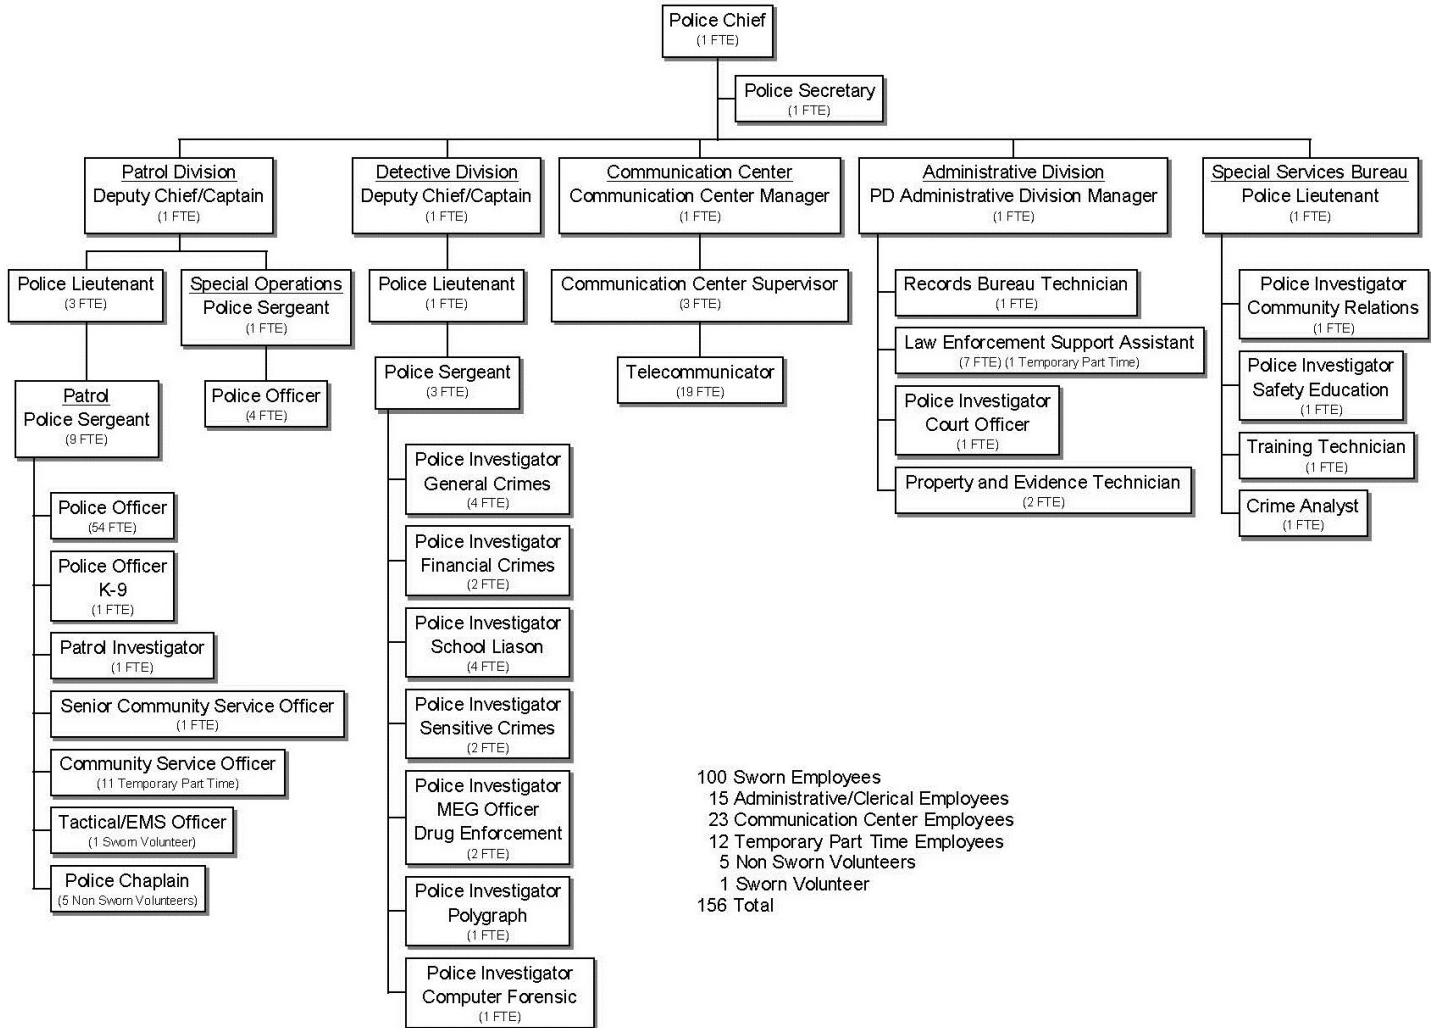 Police Chief
(1 FTE)
Police Secretary
(1 FTE)
Patrol Division
Deputy Chief/Captain
(1 FTE)
Police Lieutenant
(3 FTE)
Patrol
Police Sergeant
(9 FTE)
Police Officer
(54 FTE)
Police Officer
K-9
(1 FTE)
Patrol Investigator
(1 FTE)
Senior Community Service Officer
(1 FTE)
Community Service Officer
(11 Temporary Part Time)
Tactical/EMS Officer
(1 Sworn Volunteer)
Police Chaplain
(5 Non Sworn Volunteers)
Special Operations
Police Sergeant
(1 FTE)
Police Officer
(4 FTE)
Detective Division
Deputy Chief/Captain
(1 FTE)
Police Lieutenant
(1 FTE)
Police Sergeant
(3 FTE)
Police Investigator
General Crimes
(4 FTE)
Police Investigator
Financial Crimes
(2 FTE)
Police Investigator
School Liason
(4 FTE)
Police Investigator
Sensitive Crimes
(2 FTE)
Police Investigator
MEG Officer
Drug Enforcement
(2 FTE)
Police Investigator
Polygraph
(1 FTE)
Police Investigator
Computer Forensic
(1 FTE)
Communication Center
Communication Center Manager
(1 FTE)
Communication Center Supervisor
(3 FTE)
Telecommunicator
(19 FTE)
Administrative Division
PD Administrative Division Manager
(1 FTE)
Records Bureau Technician
(1 FTE)
Law Enforcement Support Assistant
(7 FTE) (1 Temporary Part Time)
Police Investigator
Court Officer
(1 FTE)
Property and Evidence Technician
(2 FTE)
Special Services Bureau
Police Lieutenant
(1 FTE)
Police Investigator
Community Relations
(1 FTE)
Police Investigator
Safety Education
(1 FTE)
Training Technician
(1 FTE)
Crime Analyst
(1 FTE)
100 Sworn Employees
15 Administrative/Clerical Employees
23 Communication Center Employees
12 Temporary Part Time Employees
5 Non Sworn Volunteers
1 Sworn Volunteer
156 Total